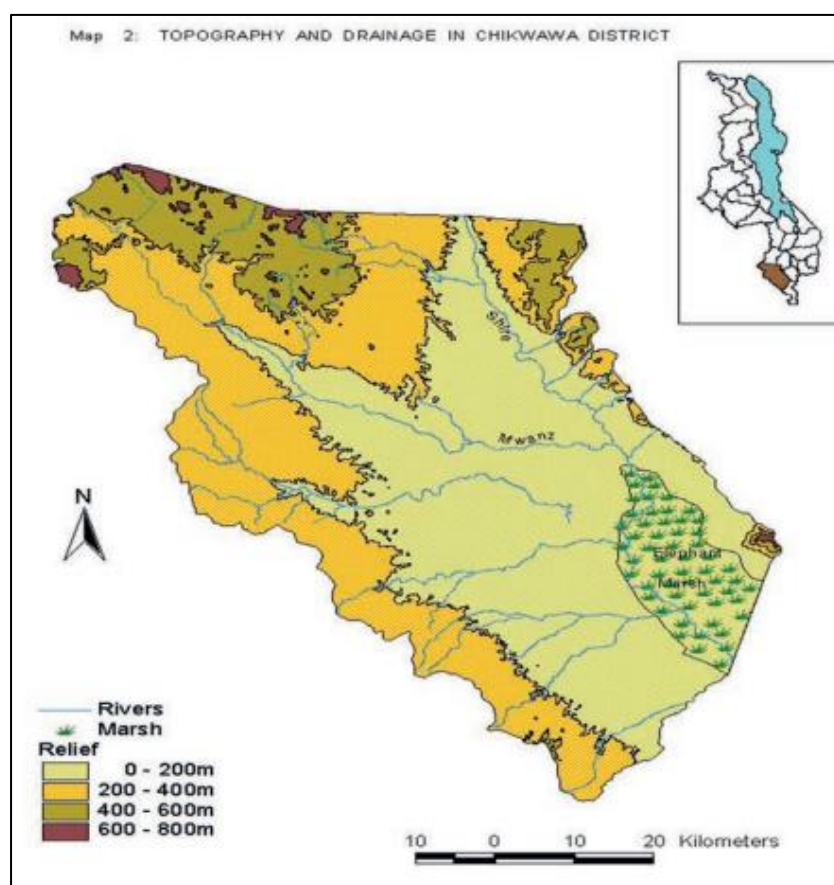 Map 2: TOPOGRAPHY AND DRAINAGE IN CHIKWAWA DISTRICT
Shire
Mwanz
N
Elephant
Marsh
Rivers
Marsh
Relief
0 - 200m
200 - 400m
400 - 600m
600 - 800m
10 0 10 20 Kilometers